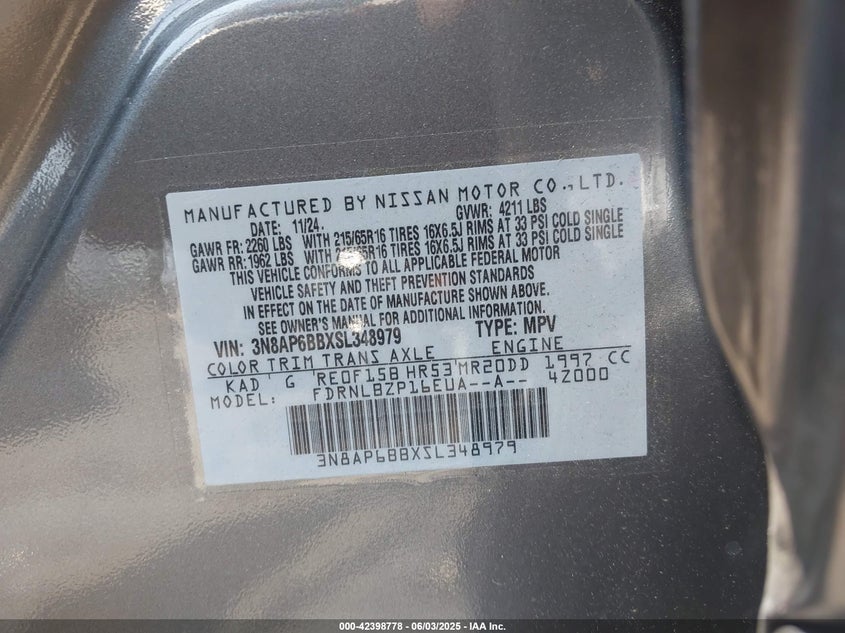 MANUFACTURED BY NISSAN MOTOR CO., LTD.
DATE: 11/24. GVWR: 4211 LBS
GAWR FR: 2260 LBS WITH 215/65R16 TIRES 16X6.5J RIMS AT 33 PSI COLD SINGLE
GAWR RR: 1962 LBS WITH 215/65R16 TIRES 16X6.5J RIMS AT 33 PSI COLD SINGLE
THIS VEHICLE CONFORMS TO ALL APPLICABLE FEDERAL MOTOR
VEHICLE SAFETY AND THEFT PREVENTION STANDARDS
IN EFFECT ON THE DATE OF MANUFACTURE SHOWN ABOVE.
SEE OWNER'S MANUAL FOR ADDITIONAL INFORMATION.
VIN: 3N8AP6BBXSL348979 TYPE: MPV
COLOR TRIM TRANS AXLE ENGINE
KAD G RE0F15B HR53 MR20DD 1997 CC
MODEL: FDRNLBZP16EUA--A-- 4Z000
3N8AP6BBXSL348979
000-42398778 - 06/03/2025 - IAA Inc.